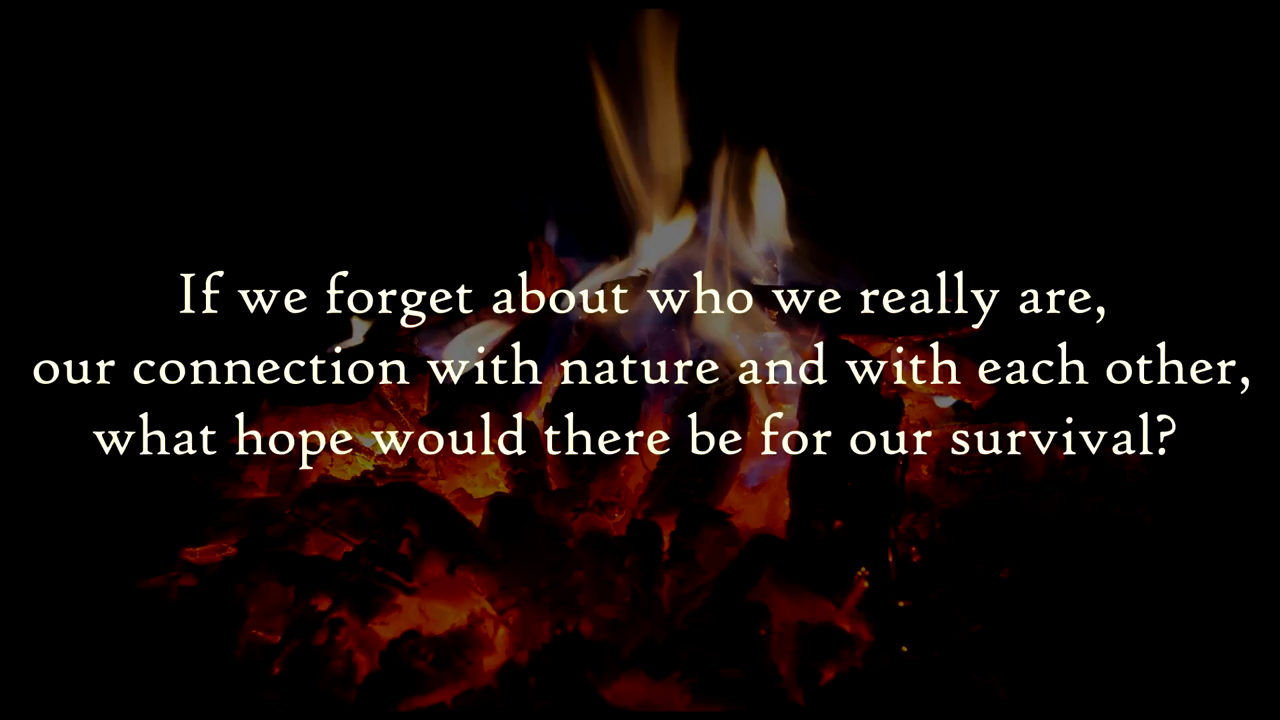 If we forget about who we really are,
our connection with nature and with each other,
what hope would there be for our survival?